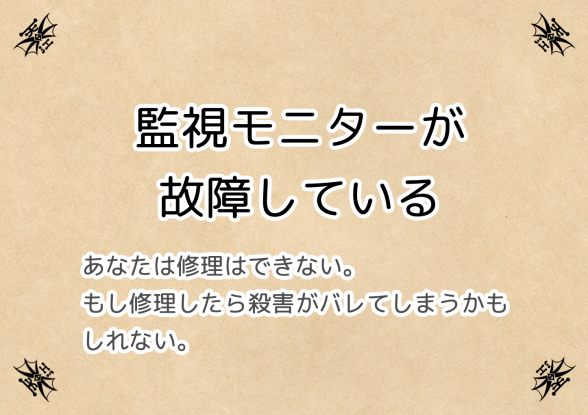 監視モニターが
故障している
あなたは修理はできない。
もし修理したら殺害がバレてしまうかも
しれない。